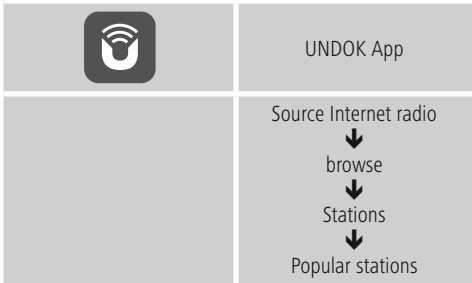 UNDOK App
Source Internet radio
browse
Stations
Popular stations